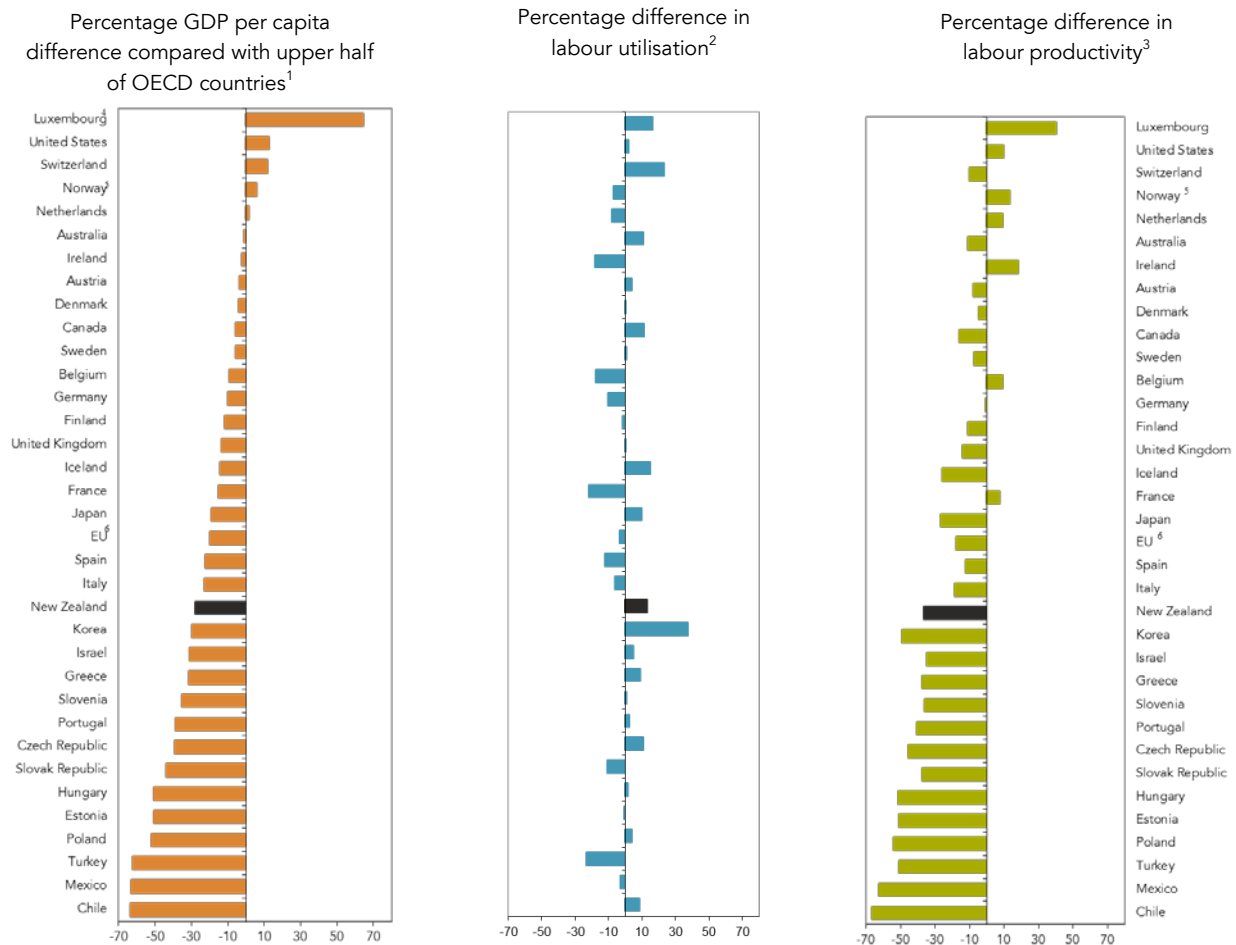 Percentage GDP per capita
difference compared with upper half
of OECD countries1
Luxembourg4
United States
Switzerland
Norway5
Netherlands
Australia
Ireland
Austria
Denmark
Canada
Sweden
Belgium
Germany
Finland
United Kingdom
Iceland
France
Japan
EU6
Spain
Italy
New Zealand
Korea
Israel
Greece
Slovenia
Portugal
Czech Republic
Slovak Republic
Hungary
Estonia
Poland
Turkey
Mexico
Chile
-70 -50 -30 -10 10 30 50 70
Percentage difference in
labour utilisation2
-70 -50 -30 -10 10 30 50 70
Percentage difference in
labour productivity3
Luxembourg
United States
Switzerland
Norway 5
Netherlands
Australia
Ireland
Austria
Denmark
Canada
Sweden
Belgium
Germany
Finland
United Kingdom
Iceland
France
Japan
EU 6
Spain
Italy
New Zealand
Korea
Israel
Greece
Slovenia
Portugal
Czech Republic
Slovak Republic
Hungary
Estonia
Poland
Turkey
Mexico
Chile
-70 -50 -30 -10 10 30 50 70